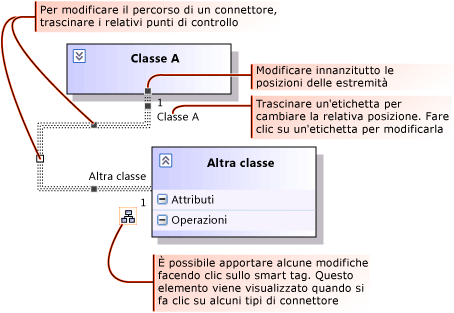 Per modificare il percorso di un connettore,
trascinare i relativi punti di controllo
Classe A
Modificare innanzitutto le
posizioni delle estremità
1
Classe A
Trascinare un'etichetta per
cambiare la relativa posizione. Fare
clic su un'etichetta per modificarla
Altra classe
1
Altra classe
Attributi
Operazioni
È possibile apportare alcune modifiche
facendo clic sullo smart tag. Questo
elemento viene visualizzato quando si
fa clic su alcuni tipi di connettore